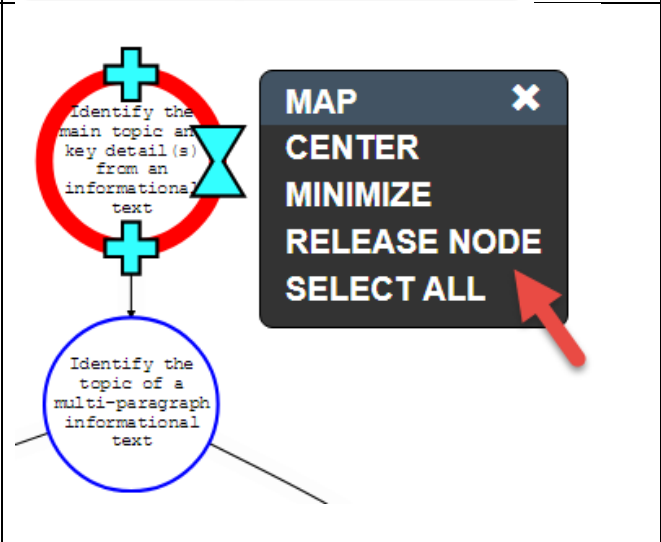 Identify the
main topic an
key detail(s)
from an
informational
text
MAP
CENTER
MINIMIZE
RELEASE NODE
SELECT ALL
Identify the
topic of a
multi-paragraph
informational
text